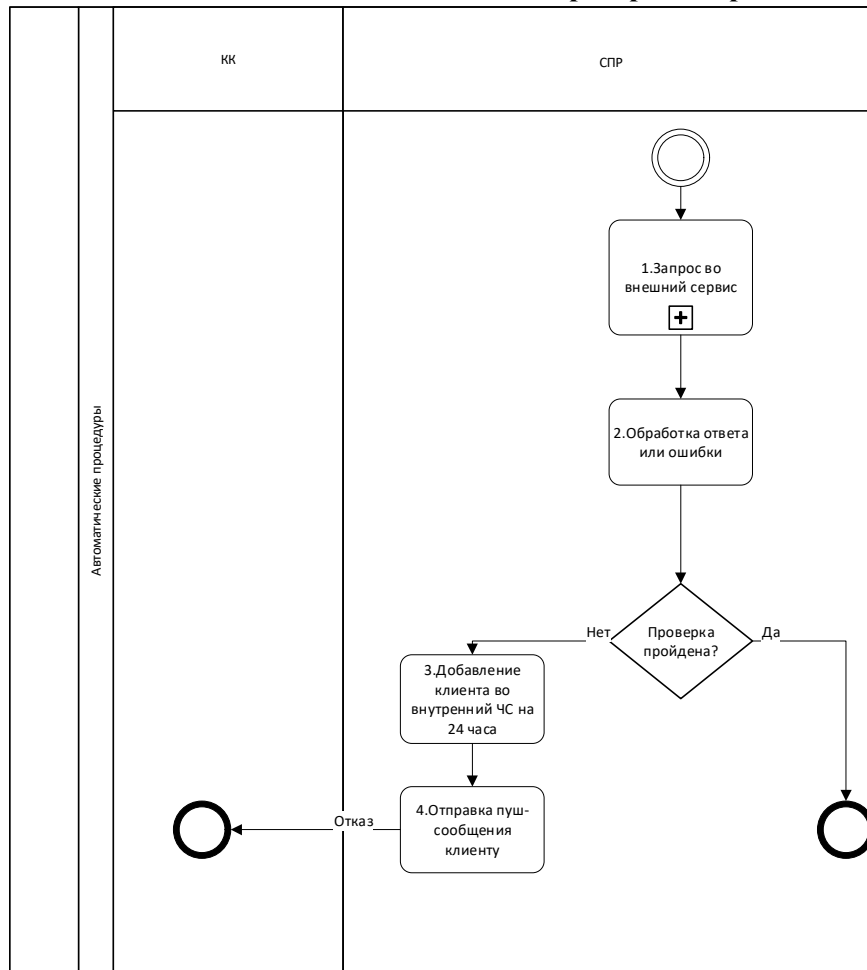 КК
СПР
Автоматические процедуры
1.Запрос во
внешний сервис
2.Обработка ответа
или ошибки
Проверка
пройдена?
Нет
Да
3.Добавление
клиента во
внутренний ЧС на
24 часа
4.Отправка пуш-
сообщения
клиенту
Отказ